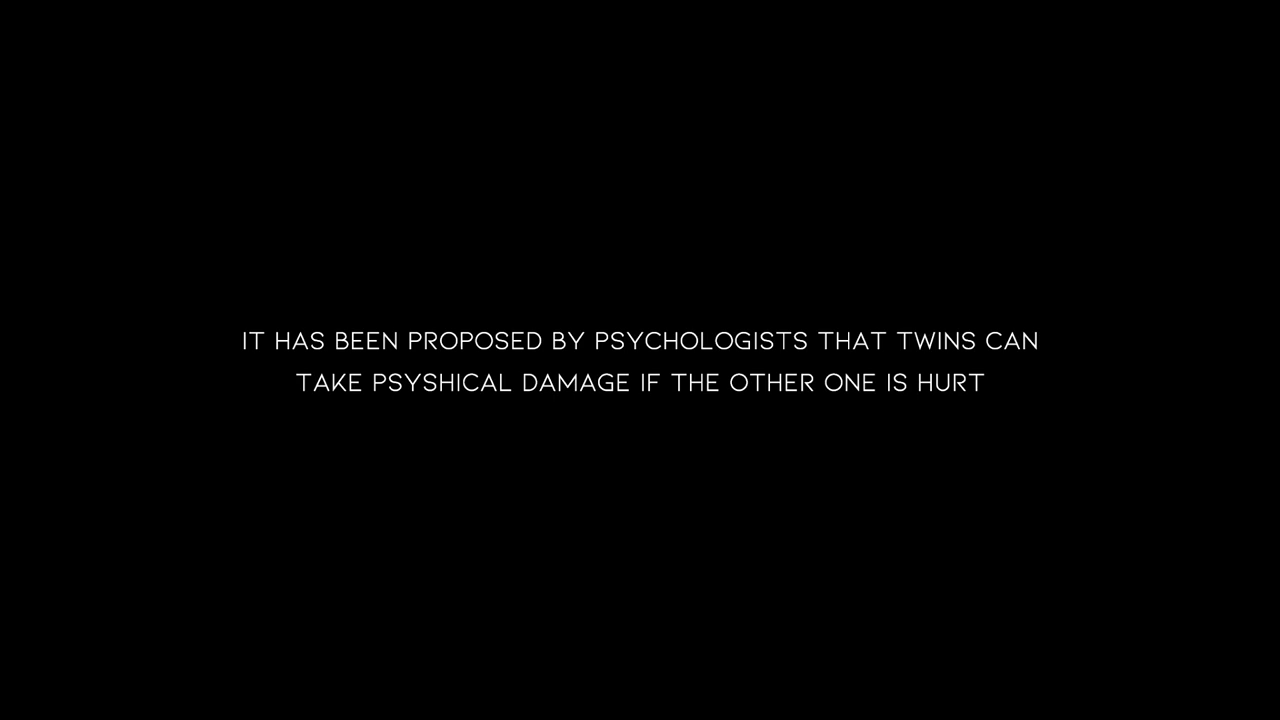 IT HAS BEEN PROPOSED BY PSYCHOLOGISTS THAT TWINS CAN
TAKE PSYSHICAL DAMAGE IF THE OTHER ONE IS HURT